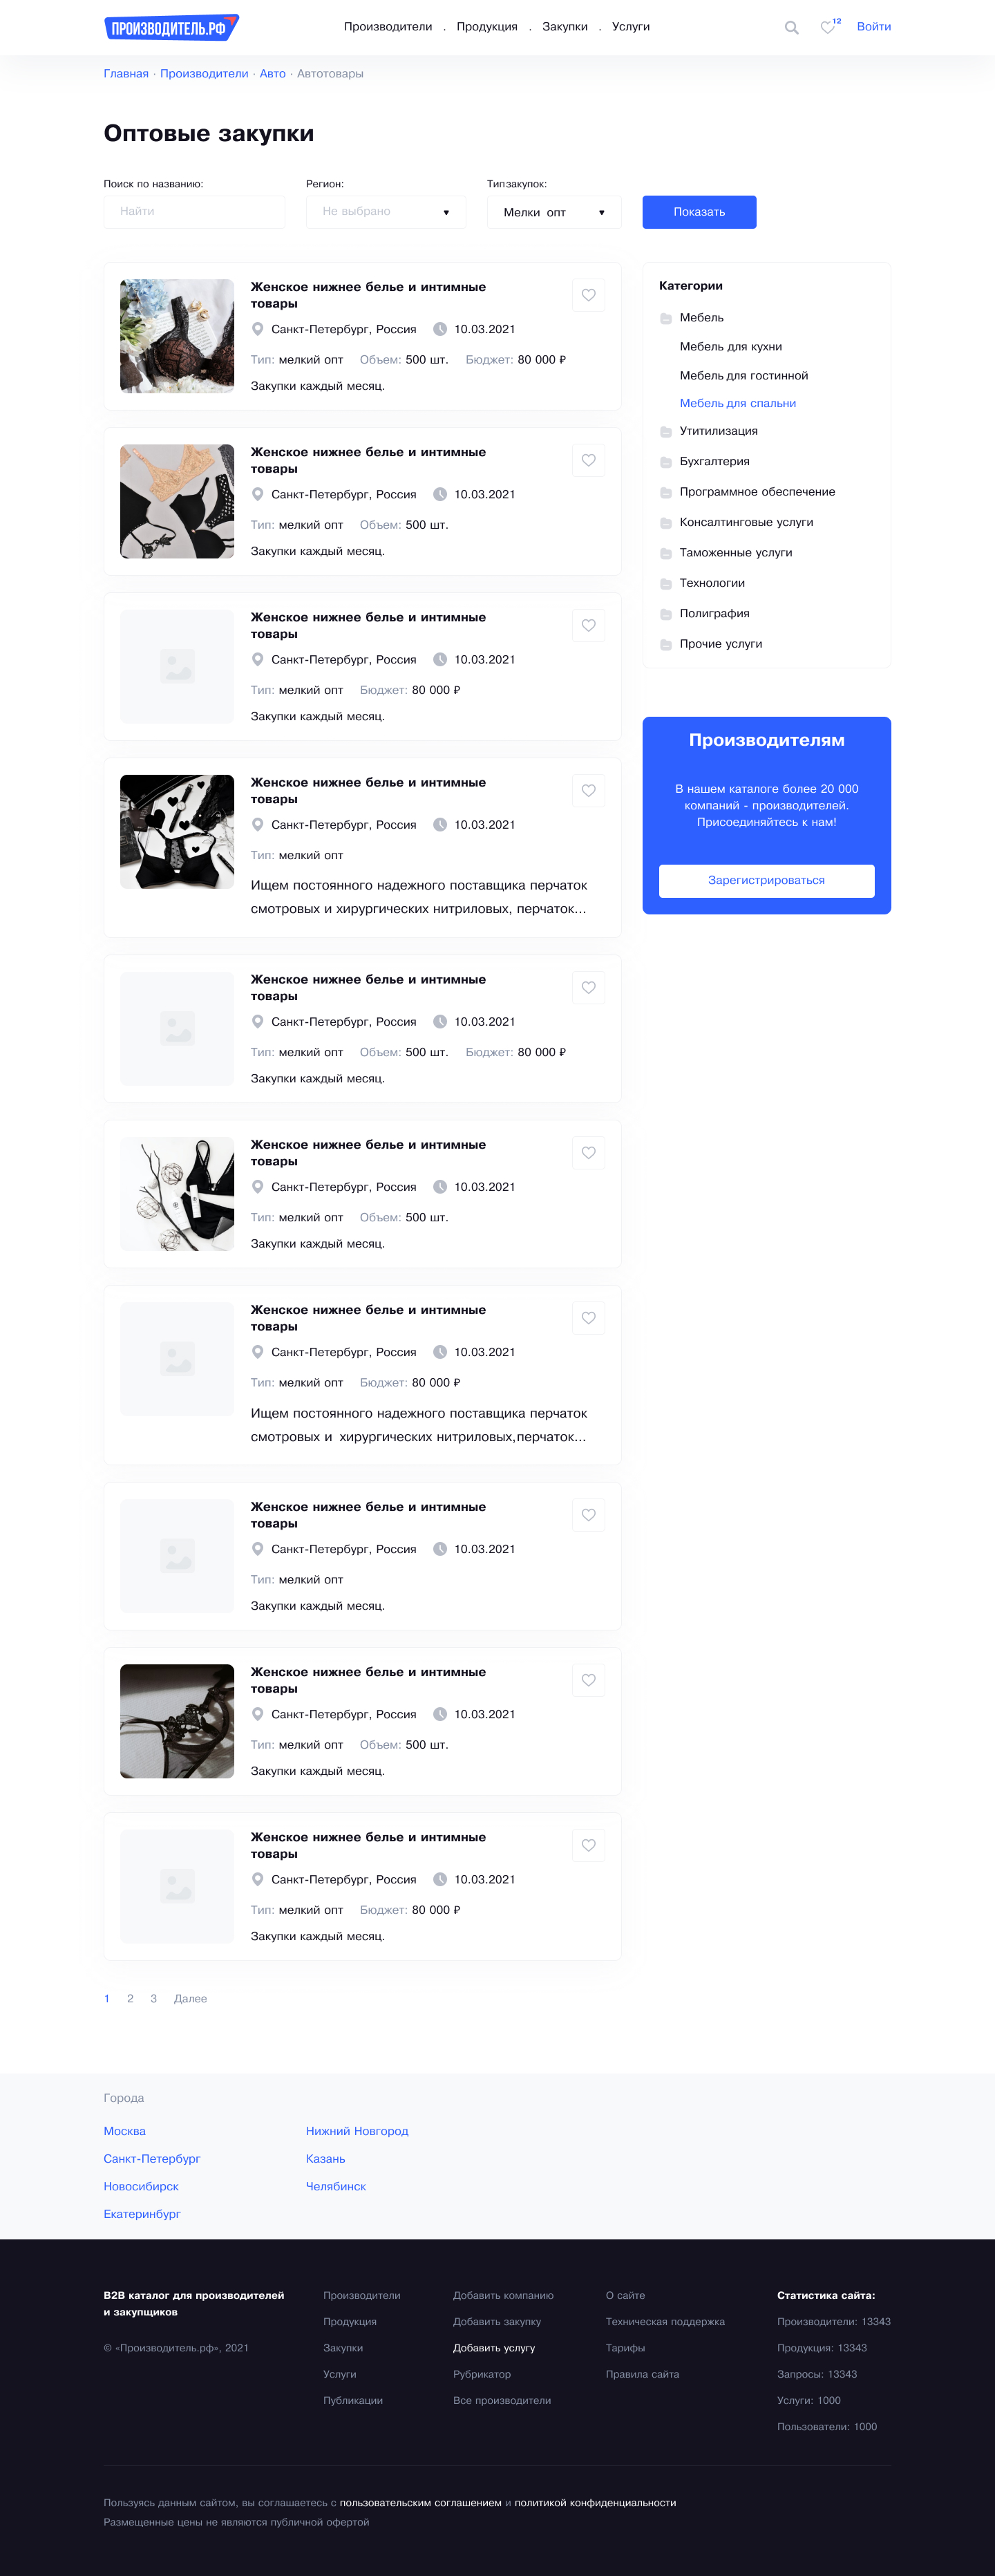 ПРОИЗВОДИТЕЛЬ.РФ
Производители . Продукция . Закупки . Услуги
12
Войти
Главная · Производители · Авто · Автотовары
Оптовые закупки
Поиск по названию:
Найти
Регион:
Не выбрано
Тип закупок:
Мелки опт
Показать
Женское нижнее белье и интимные
товары
Санкт-Петербург, Россия 10.03.2021
Тип: мелкий опт Объем: 500 шт. Бюджет: 80 000 ₽
Закупки каждый месяц.
Женское нижнее белье и интимные
товары
Санкт-Петербург, Россия 10.03.2021
Тип: мелкий опт Объем: 500 шт.
Закупки каждый месяц.
Женское нижнее белье и интимные
товары
Санкт-Петербург, Россия 10.03.2021
Тип: мелкий опт Бюджет: 80 000 ₽
Закупки каждый месяц.
Женское нижнее белье и интимные
товары
Санкт-Петербург, Россия 10.03.2021
Тип: мелкий опт
Ищем постоянного надежного поставщика перчаток
смотровых и хирургических нитриловых, перчаток...
Женское нижнее белье и интимные
товары
Санкт-Петербург, Россия 10.03.2021
Тип: мелкий опт Объем: 500 шт. Бюджет: 80 000 ₽
Закупки каждый месяц.
Женское нижнее белье и интимные
товары
Санкт-Петербург, Россия 10.03.2021
Тип: мелкий опт Объем: 500 шт.
Закупки каждый месяц.
Женское нижнее белье и интимные
товары
Санкт-Петербург, Россия 10.03.2021
Тип: мелкий опт Бюджет: 80 000 ₽
Ищем постоянного надежного поставщика перчаток
смотровых и хирургических нитриловых,перчаток...
Женское нижнее белье и интимные
товары
Санкт-Петербург, Россия 10.03.2021
Тип: мелкий опт
Закупки каждый месяц.
Женское нижнее белье и интимные
товары
Санкт-Петербург, Россия 10.03.2021
Тип: мелкий опт Объем: 500 шт.
Закупки каждый месяц.
Женское нижнее белье и интимные
товары
Санкт-Петербург, Россия 10.03.2021
Тип: мелкий опт Бюджет: 80 000 ₽
Закупки каждый месяц.
1 2 3 Далее
Категории
Мебель
Мебель для кухни
Мебель для гостинной
Мебель для спальни
Утитилизация
Бухгалтерия
Программное обеспечение
Консалтинговые услуги
Таможенные услуги
Технологии
Полиграфия
Прочие услуги
Производителям
В нашем каталоге более 20 000
компаний - производителей.
Присоединяйтесь к нам!
Зарегистрироваться
Города
Москва
Санкт-Петербург
Новосибирск
Екатеринбург
Нижний Новгород
Казань
Челябинск
B2B каталог для производителей
и закупщиков
© «Производитель.рф», 2021
Производители
Продукция
Закупки
Услуги
Публикации
Добавить компанию
Добавить закупку
Добавить услугу
Рубрикатор
Все производители
О сайте
Техническая поддержка
Тарифы
Правила сайта
Статистика сайта:
Производители: 13343
Продукция: 13343
Запросы: 13343
Услуги: 1000
Пользователи: 1000
Пользуясь данным сайтом, вы соглашаетесь с пользовательским соглашением и политикой конфиденциальности
Размещенные цены не являются публичной офертой